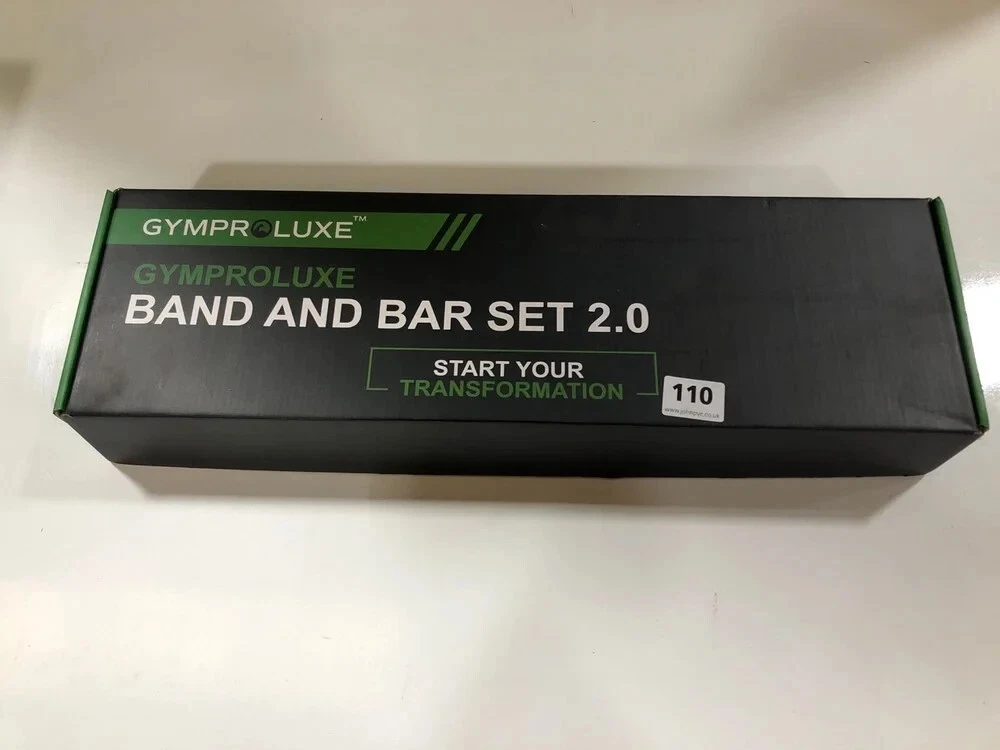 GYMPROLUXE™
GYMPROLUXE
BAND AND BAR SET 2.0
START YOUR
TRANSFORMATION
110